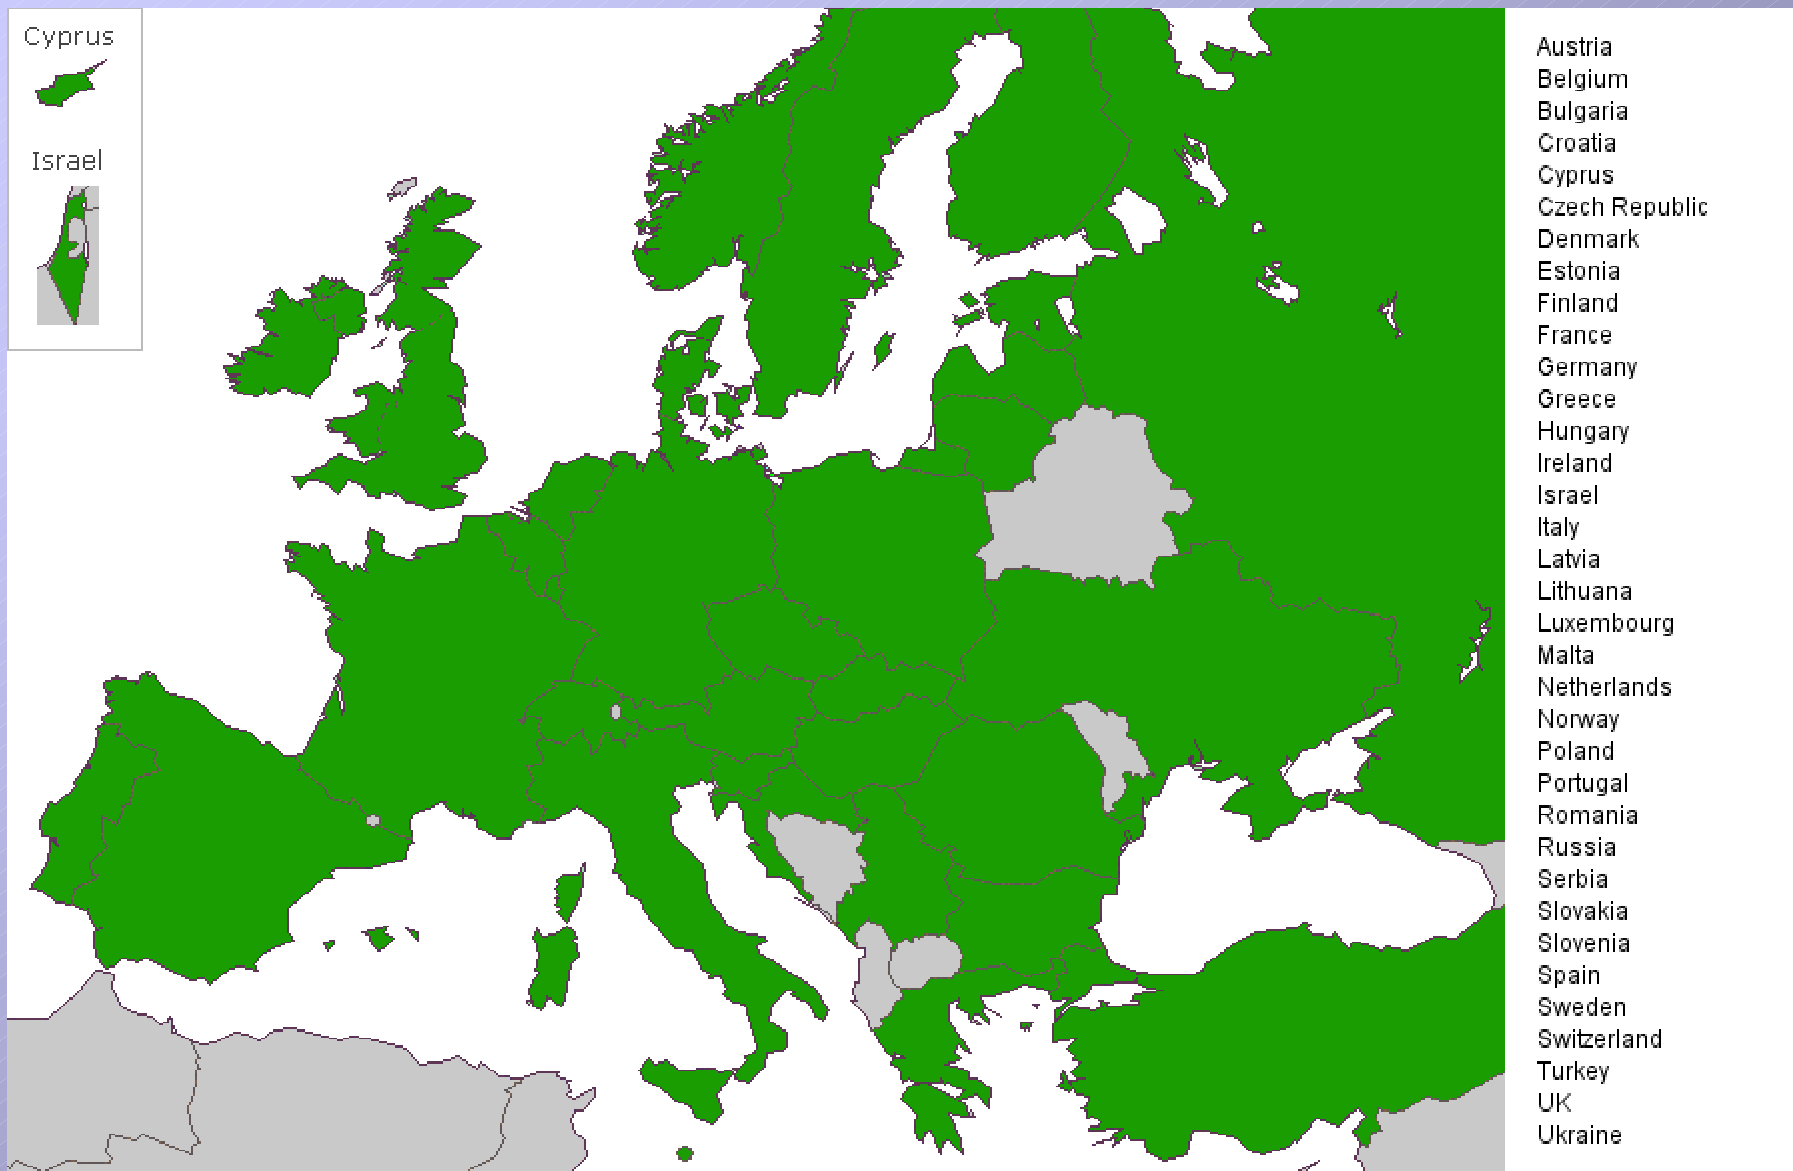 Cyprus
Israel
Austria
Belgium
Bulgaria
Croatia
Cyprus
Czech Republic
Denmark
Estonia
Finland
France
Germany
Greece
Hungary
Ireland
Israel
Italy
Latvia
Lithuana
Luxembourg
Malta
Netherlands
Norway
Poland
Portugal
Romania
Russia
Serbia
Slovakia
Slovenia
Spain
Sweden
Switzerland
Turkey
UK
Ukraine